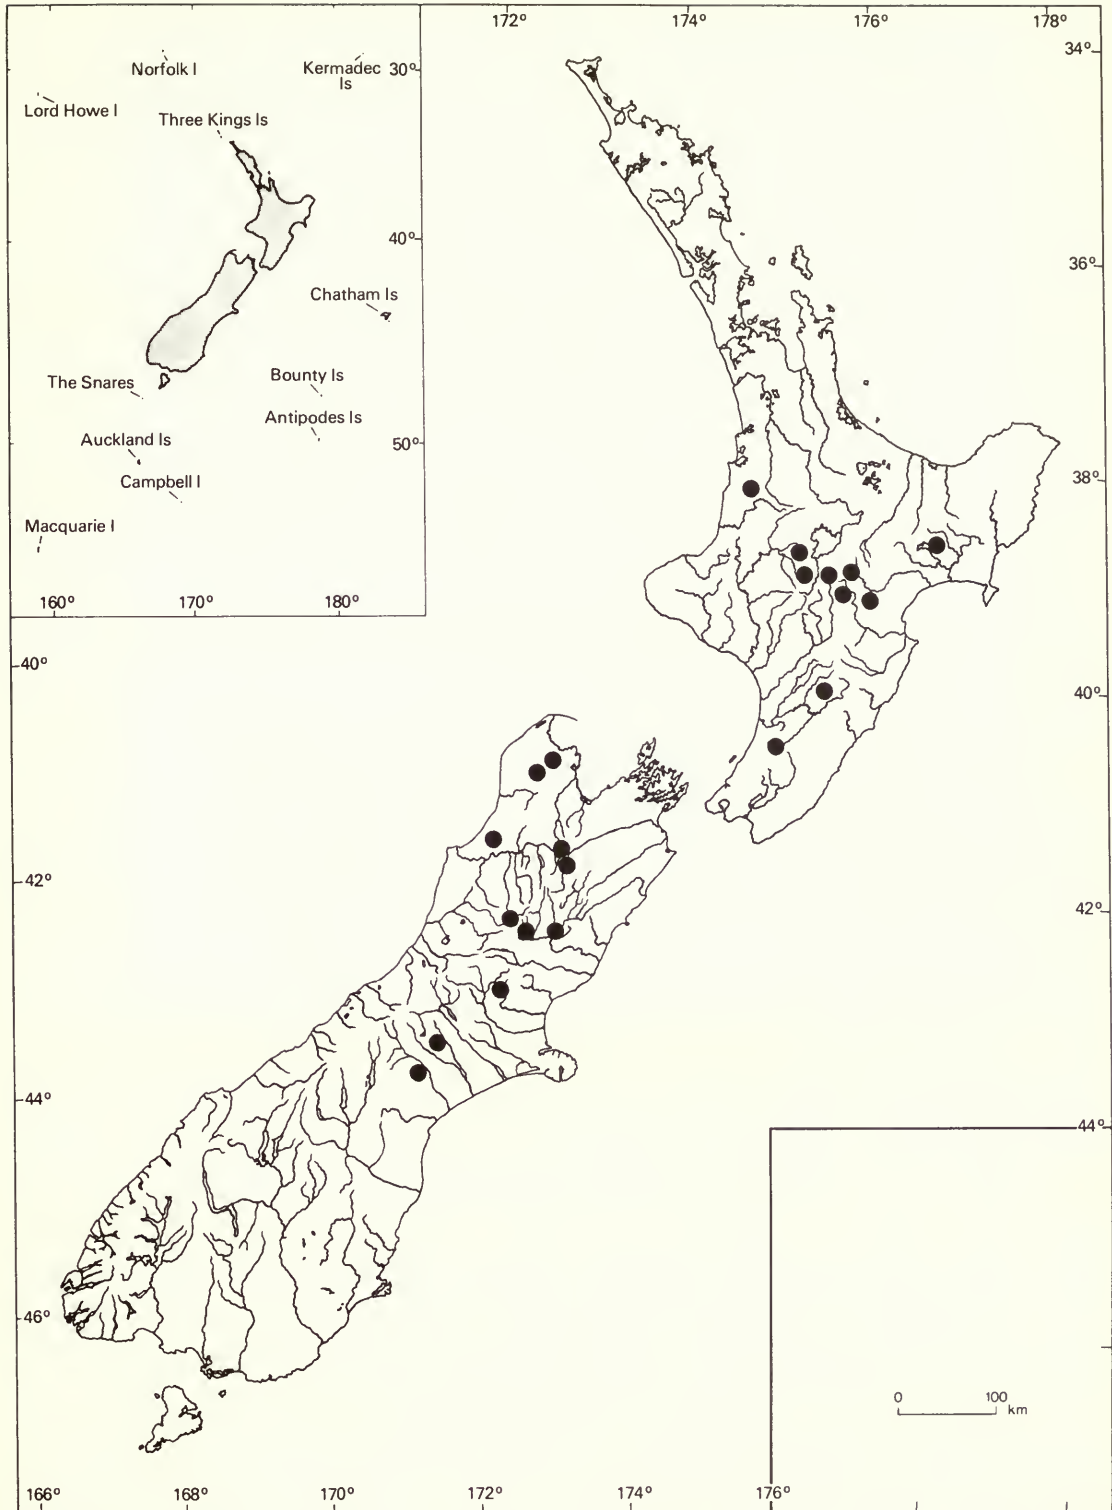 172° 174° 176° 178°
34°
Norfolk I
Kermadec Is
30°
Lord Howe I
Three Kings Is
40°
36°
Chatham Is
The Snares
Bounty Is
Antipodes Is
Auckland Is
50°
Campbell I
38°
Macquarie I
160° 170° 180°
40°
40°
42°
42°
44°
44°
46°
0 100
km
166° 168° 170° 172° 174° 176°